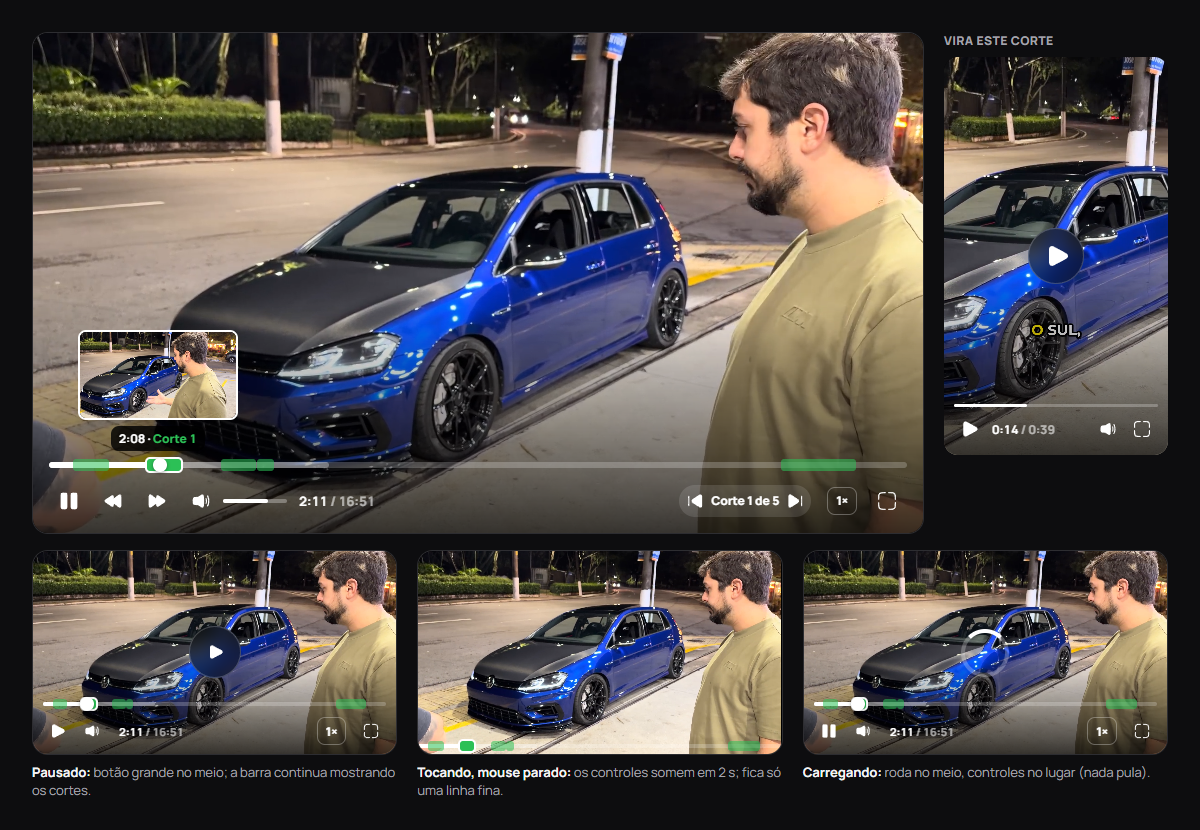 VIRA ESTE CORTE
O SUL,
0:14 / 0:39
2:08 · Corte 1
2:11 / 16:51
Corte 1 de 5
1×
2:11 / 16:51
1×
2:11 / 16:51
1×
Pausado: botão grande no meio; a barra continua mostrando
os cortes.
Tocando, mouse parado: os controles somem em 2 s; fica só
uma linha fina.
Carregando: roda no meio, controles no lugar (nada pula).